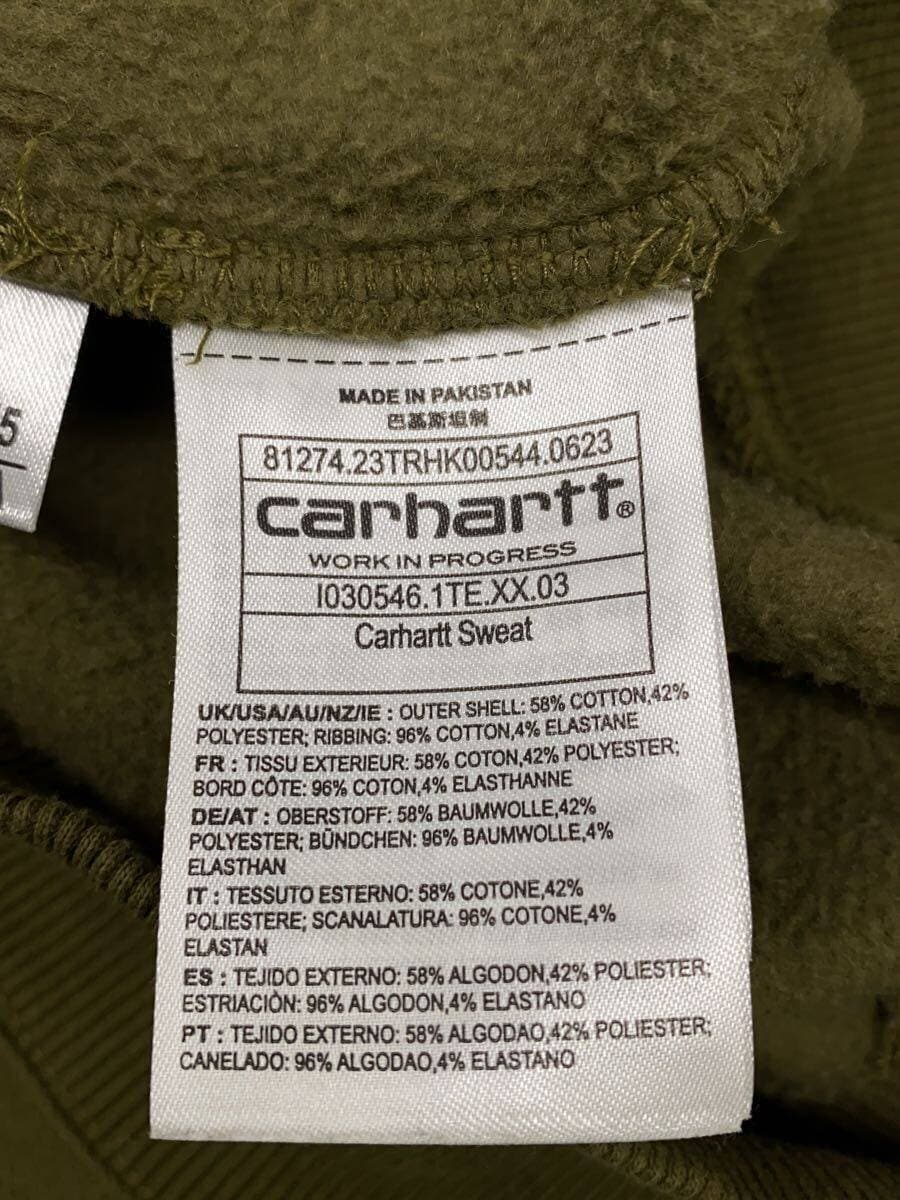 5
MADE IN PAKISTAN
巴基斯坦制
81274.23TRHK00544.0623
carhartt®
WORK IN PROGRESS
I030546.1TE.XX.03
Carhartt Sweat
UK/USA/AU/NZ/IE : OUTER SHELL: 58% COTTON,42%
POLYESTER; RIBBING: 96% COTTON,4% ELASTANE
FR : TISSU EXTERIEUR: 58% COTON,42% POLYESTER;
BORD CÔTE: 96% COTON,4% ELASTHANNE
DE/AT : OBERSTOFF: 58% BAUMWOLLE,42%
POLYESTER; BÜNDCHEN: 96% BAUMWOLLE,4%
ELASTHAN
IT : TESSUTO ESTERNO: 58% COTONE,42%
POLIESTERE; SCANALATURA: 96% COTONE,4%
ELASTAN
ES : TEJIDO EXTERNO: 58% ALGODON,42% POLIESTER;
ESTRIACIÒN: 96% ALGODON,4% ELASTANO
PT : TEJIDO EXTERNO: 58% ALGODAO,42% POLIESTER;
CANELADO: 96% ALGODAO,4% ELASTANO